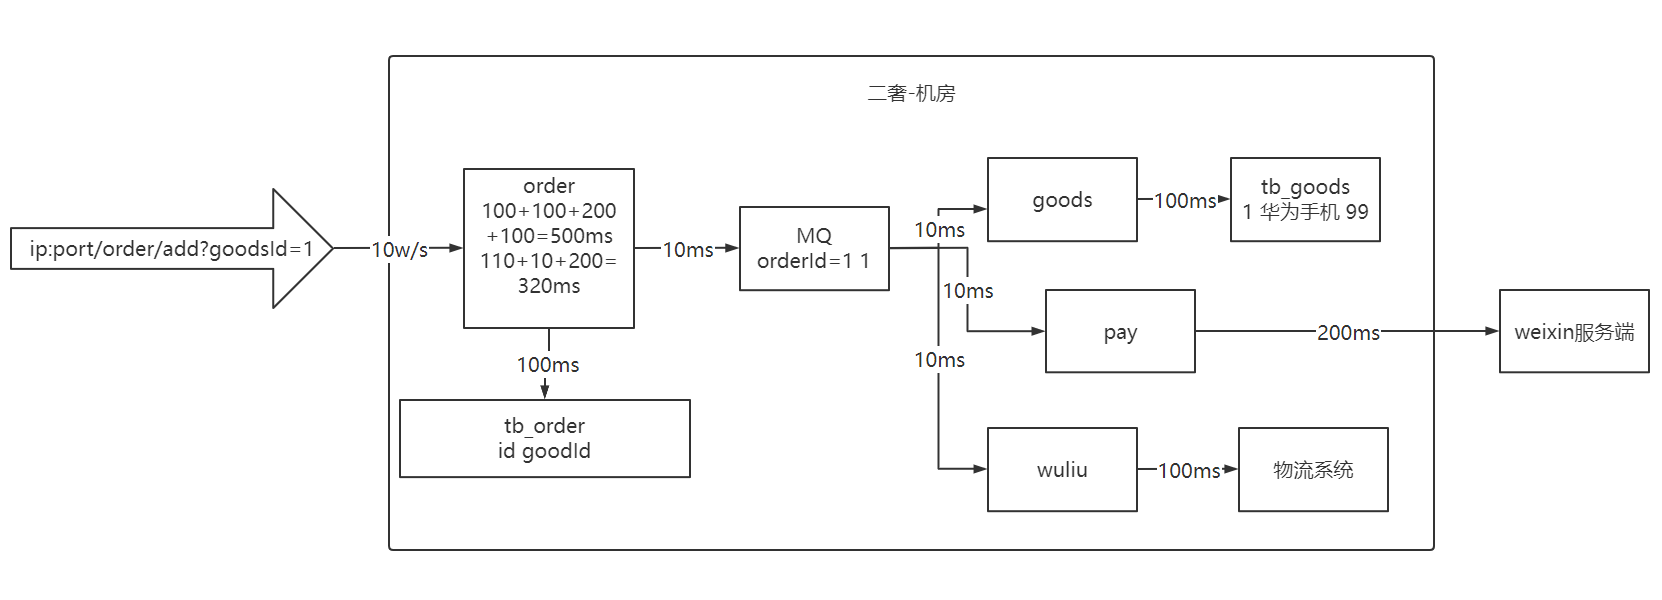 二奢-机房
ip:port/order/add?goodsId=1
10w/s
order
100+100+200
+100=500ms
110+10+200=
320ms
10ms
MQ
orderId=1 1
10ms
goods
100ms
tb_goods
1 华为手机 99
10ms
pay
200ms
weixin服务端
10ms
wuliu
100ms
物流系统
100ms
tb_order
id goodId